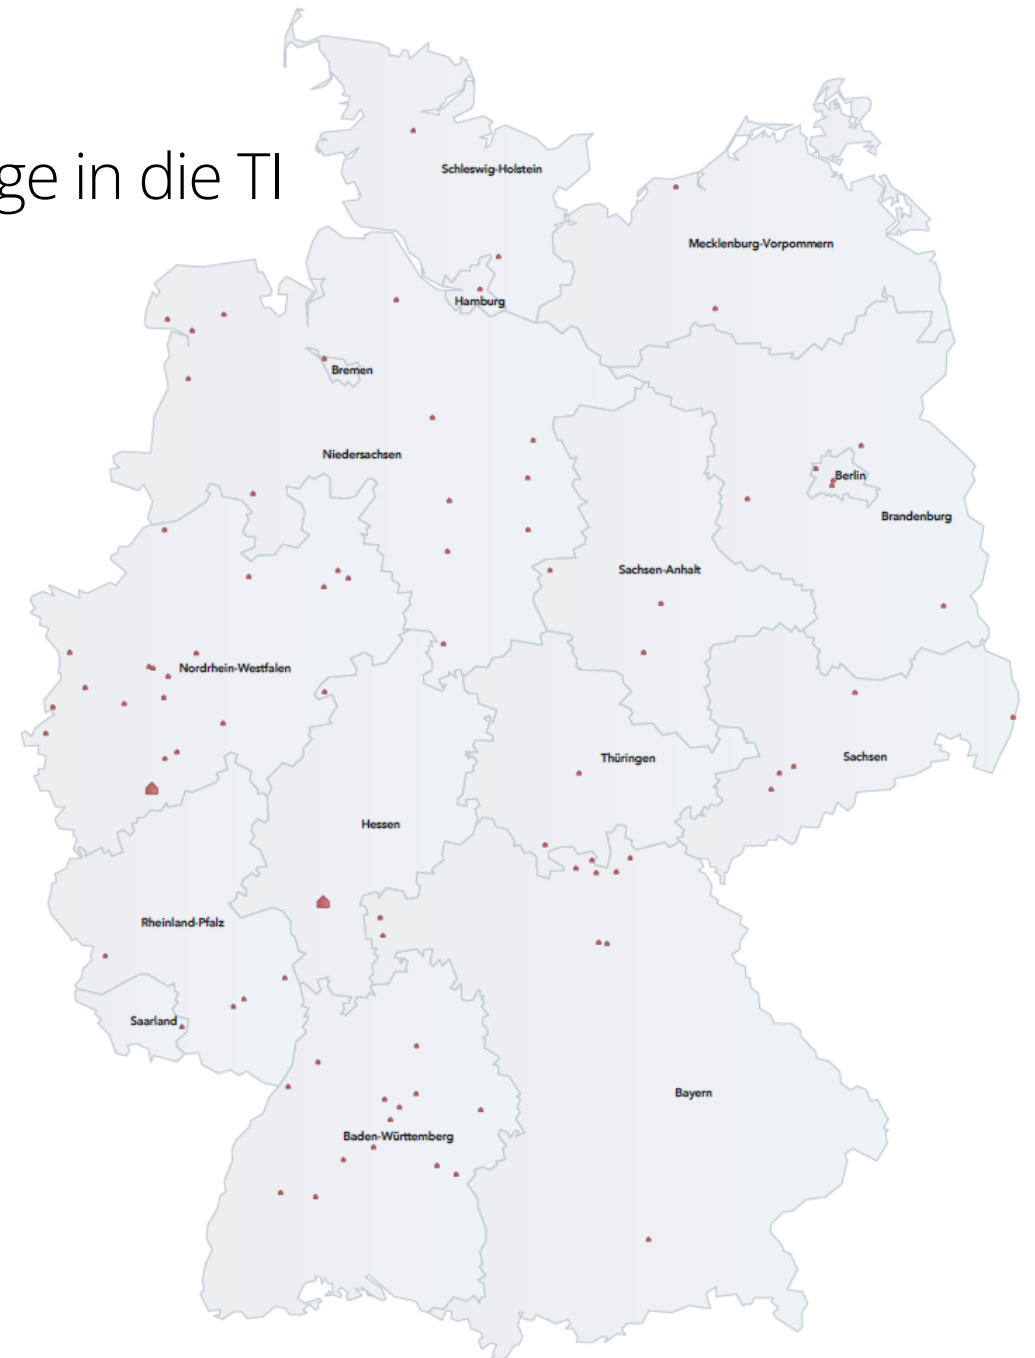 ge in die TI
Schleswig-Holstein
Mecklenburg-Vorpommern
Hamburg
Bremen
Niedersachsen
Berlin
Brandenburg
Sachsen-Anhalt
Nordrhein-Westfalen
Thüringen
Sachsen
Hessen
Rheinland-Pfalz
Saarland
Bayern
Baden-Württemberg